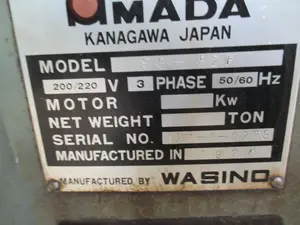 AMADA
KANAGAWA JAPAN
MODEL
200/220 V 3 PHASE 50/60 Hz
MOTOR Kw
NET WEIGHT TON
SERIAL NO.
MANUFACTURED IN
MANUFACTURED BY WASINO